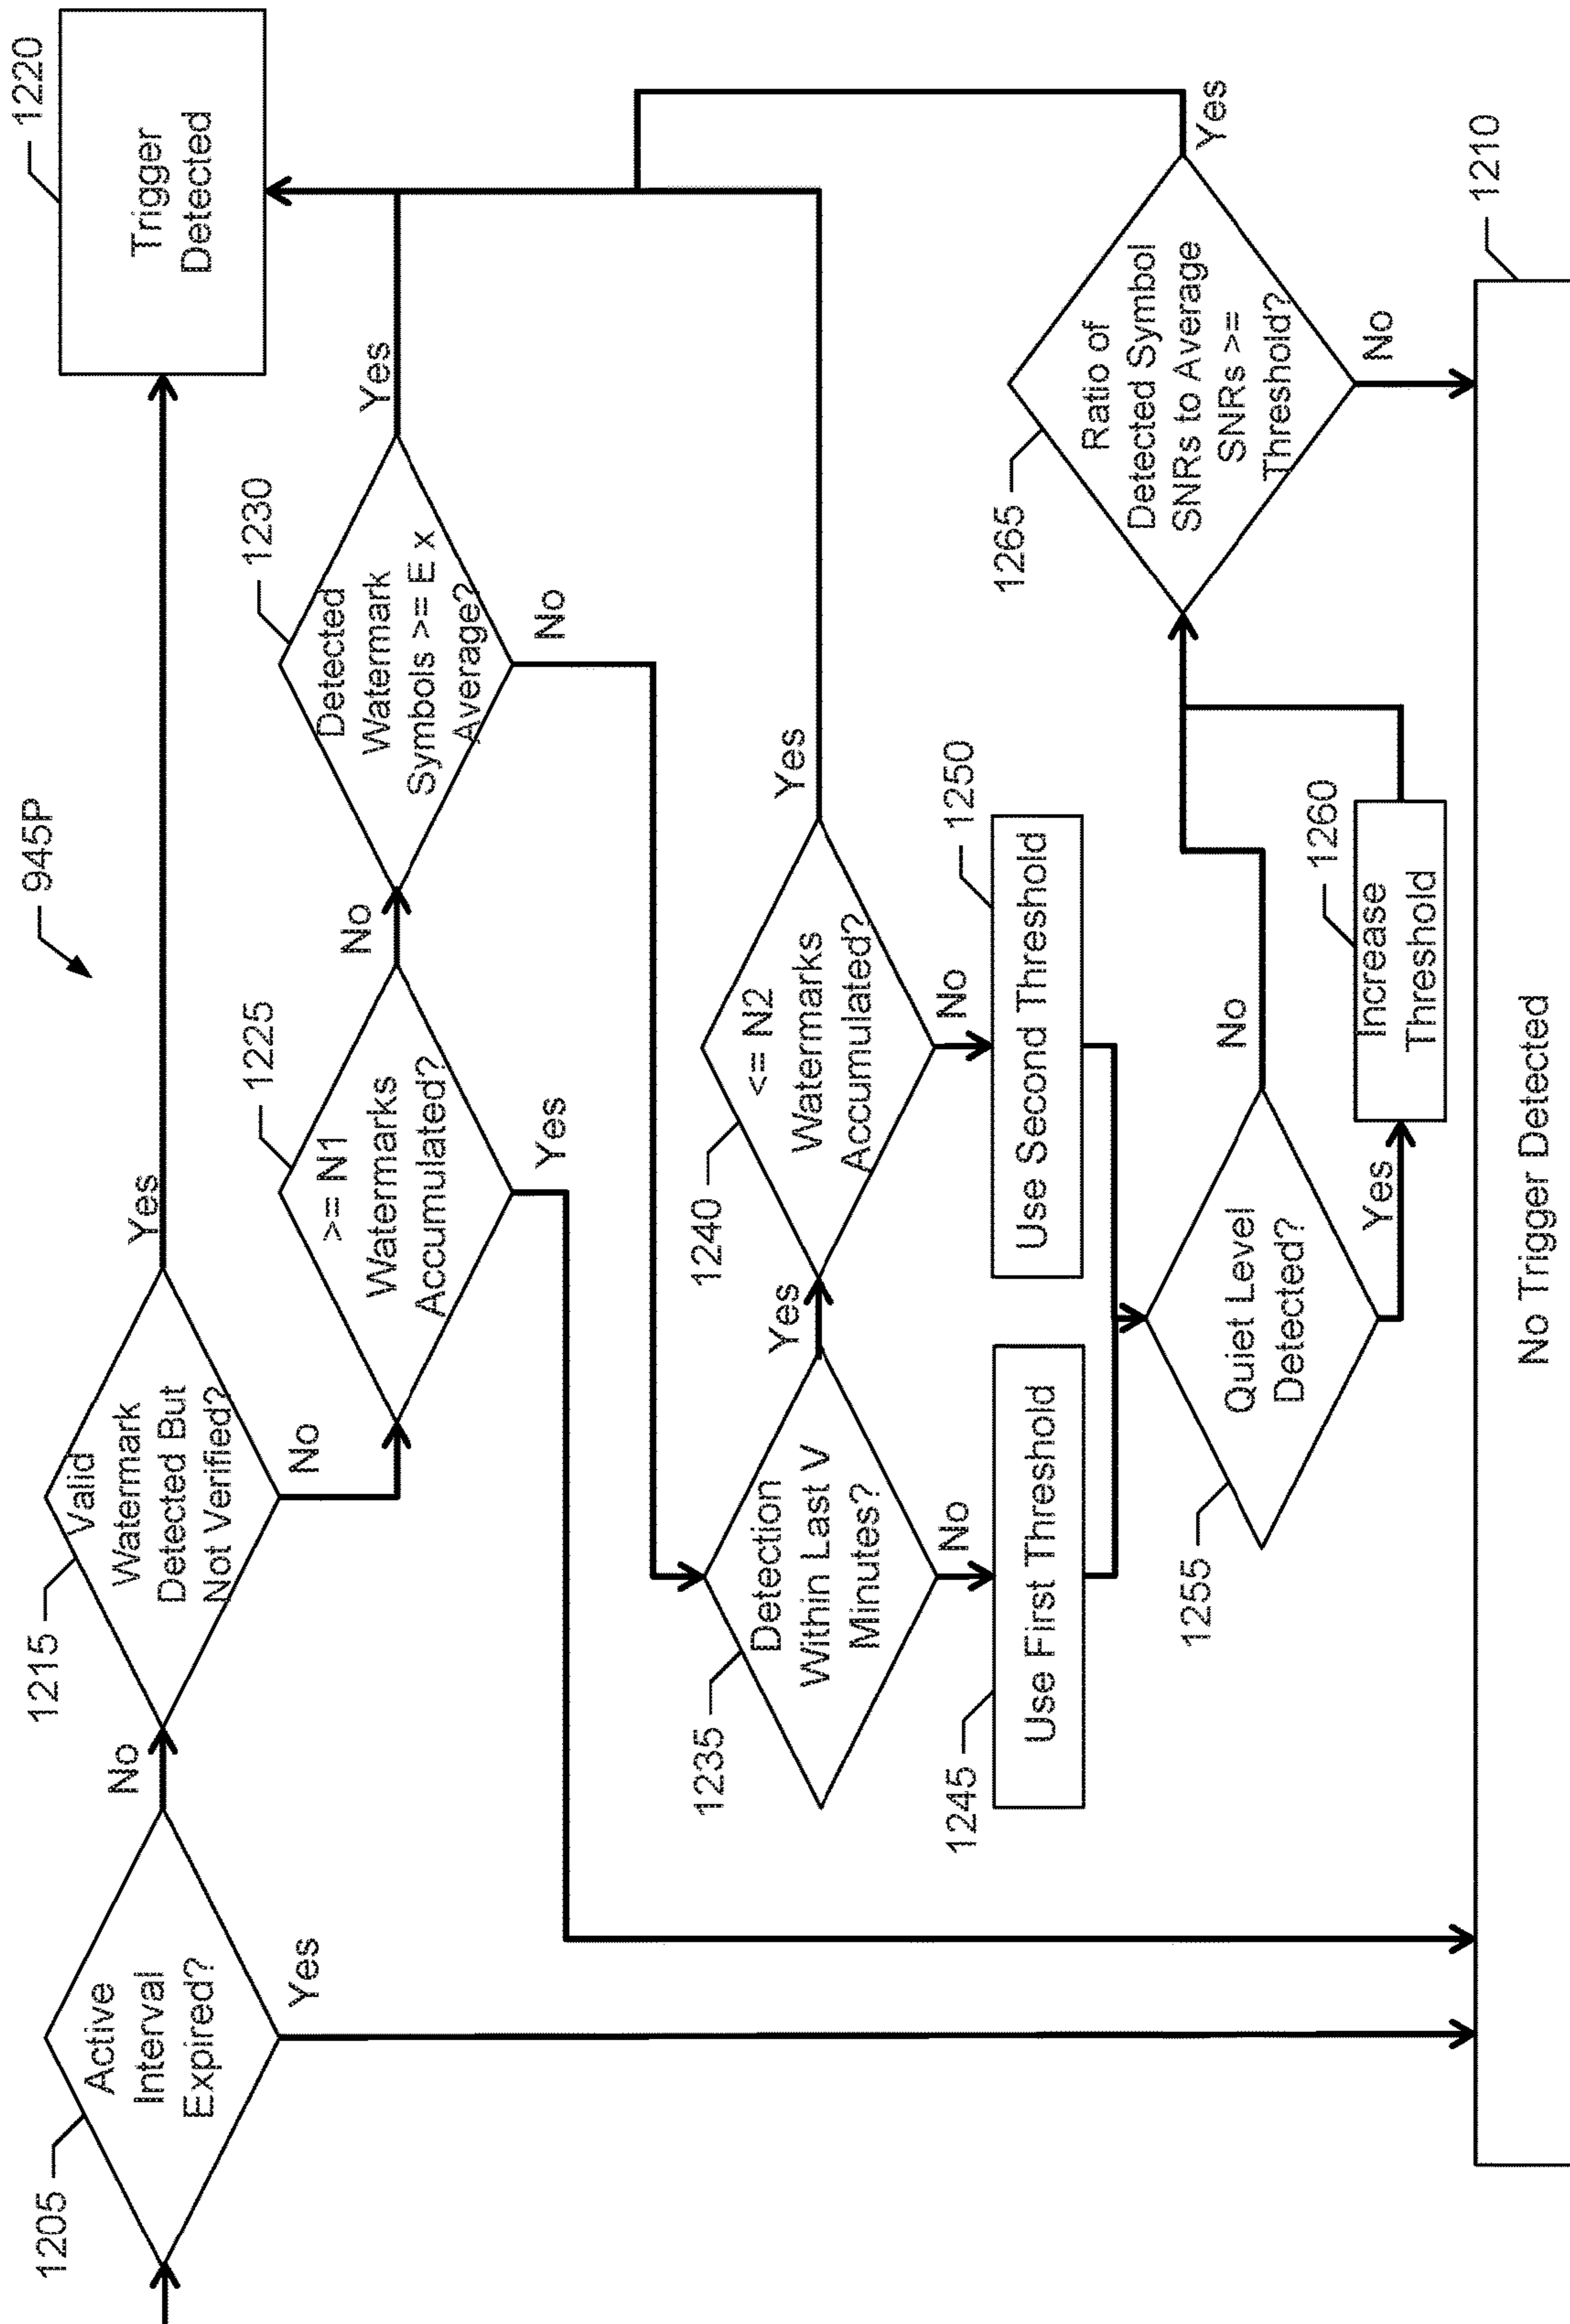 945P
1205
Active
Interval
Expired?
No
Yes
1215
Valid
Watermark
Detected But
Not Verified?
Yes
No
1220
Trigger
Detected
1225
>= N1
Watermarks
Accumulated?
No
Yes
1230
Detected
Watermark
Symbols >= E x
Average?
Yes
No
1235
Detection
Within Last V
Minutes?
Yes
No
1240
<= N2
Watermarks
Accumulated?
Yes
No
1245
Use First Threshold
1250
Use Second Threshold
1255
Quiet Level
Detected?
No
Yes
1260
Increase
Threshold
1265
Ratio of
Detected Symbol
SNRs to Average
SNRs >=
Threshold?
Yes
No
1210
No Trigger Detected